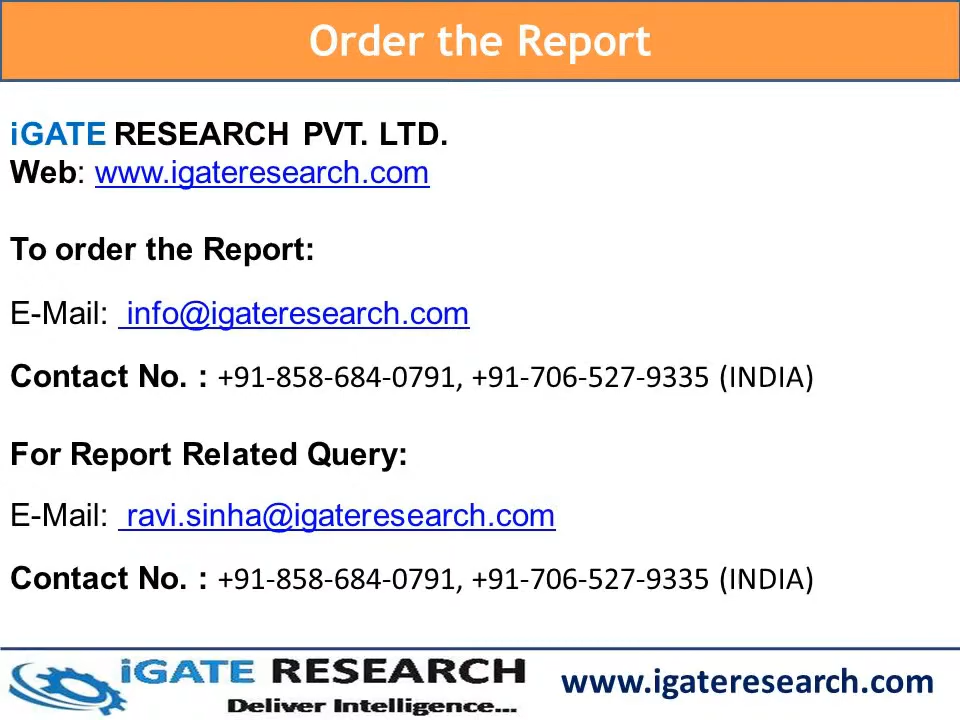 Order the Report
iGATE RESEARCH PVT. LTD.
Web: www.igateresearch.com
To order the Report:
E-Mail: info@igateresearch.com
Contact No. : +91-858-684-0791, +91-706-527-9335 (INDIA)
For Report Related Query:
E-Mail: ravi.sinha@igateresearch.com
Contact No. : +91-858-684-0791, +91-706-527-9335 (INDIA)
iGATE RESEARCH
Deliver Intelligence...
www.igateresearch.com